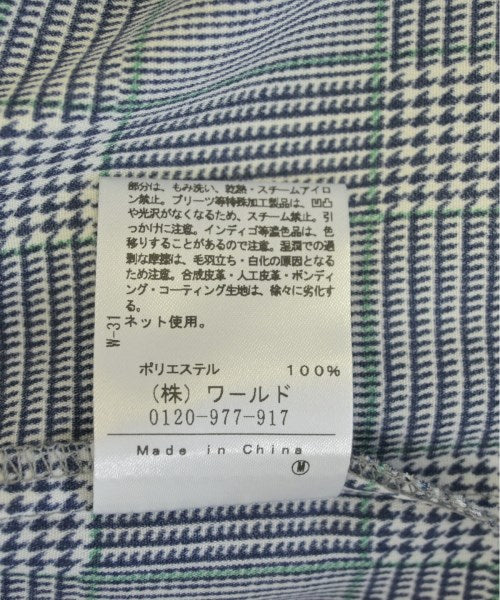 部分は、もみ洗い、乾熱・スチームアイロ
ン禁止。プリーツ等特殊加工製品は、凹凸
や光沢がなくなるため、スチーム禁止。引
っかけに注意。インディゴ等濃色品は、色
移りすることがあるので注意。湿潤での過
剰な摩擦は、毛羽立ち・白化の原因となる
ため注意。合成皮革・人工皮革・ボンディ
ング・コーティング生地は、徐々に劣化す
る。
ネット使用。
W-31
ポリエステル 100%
(株) ワールド
0120-977-917
Made in China
M